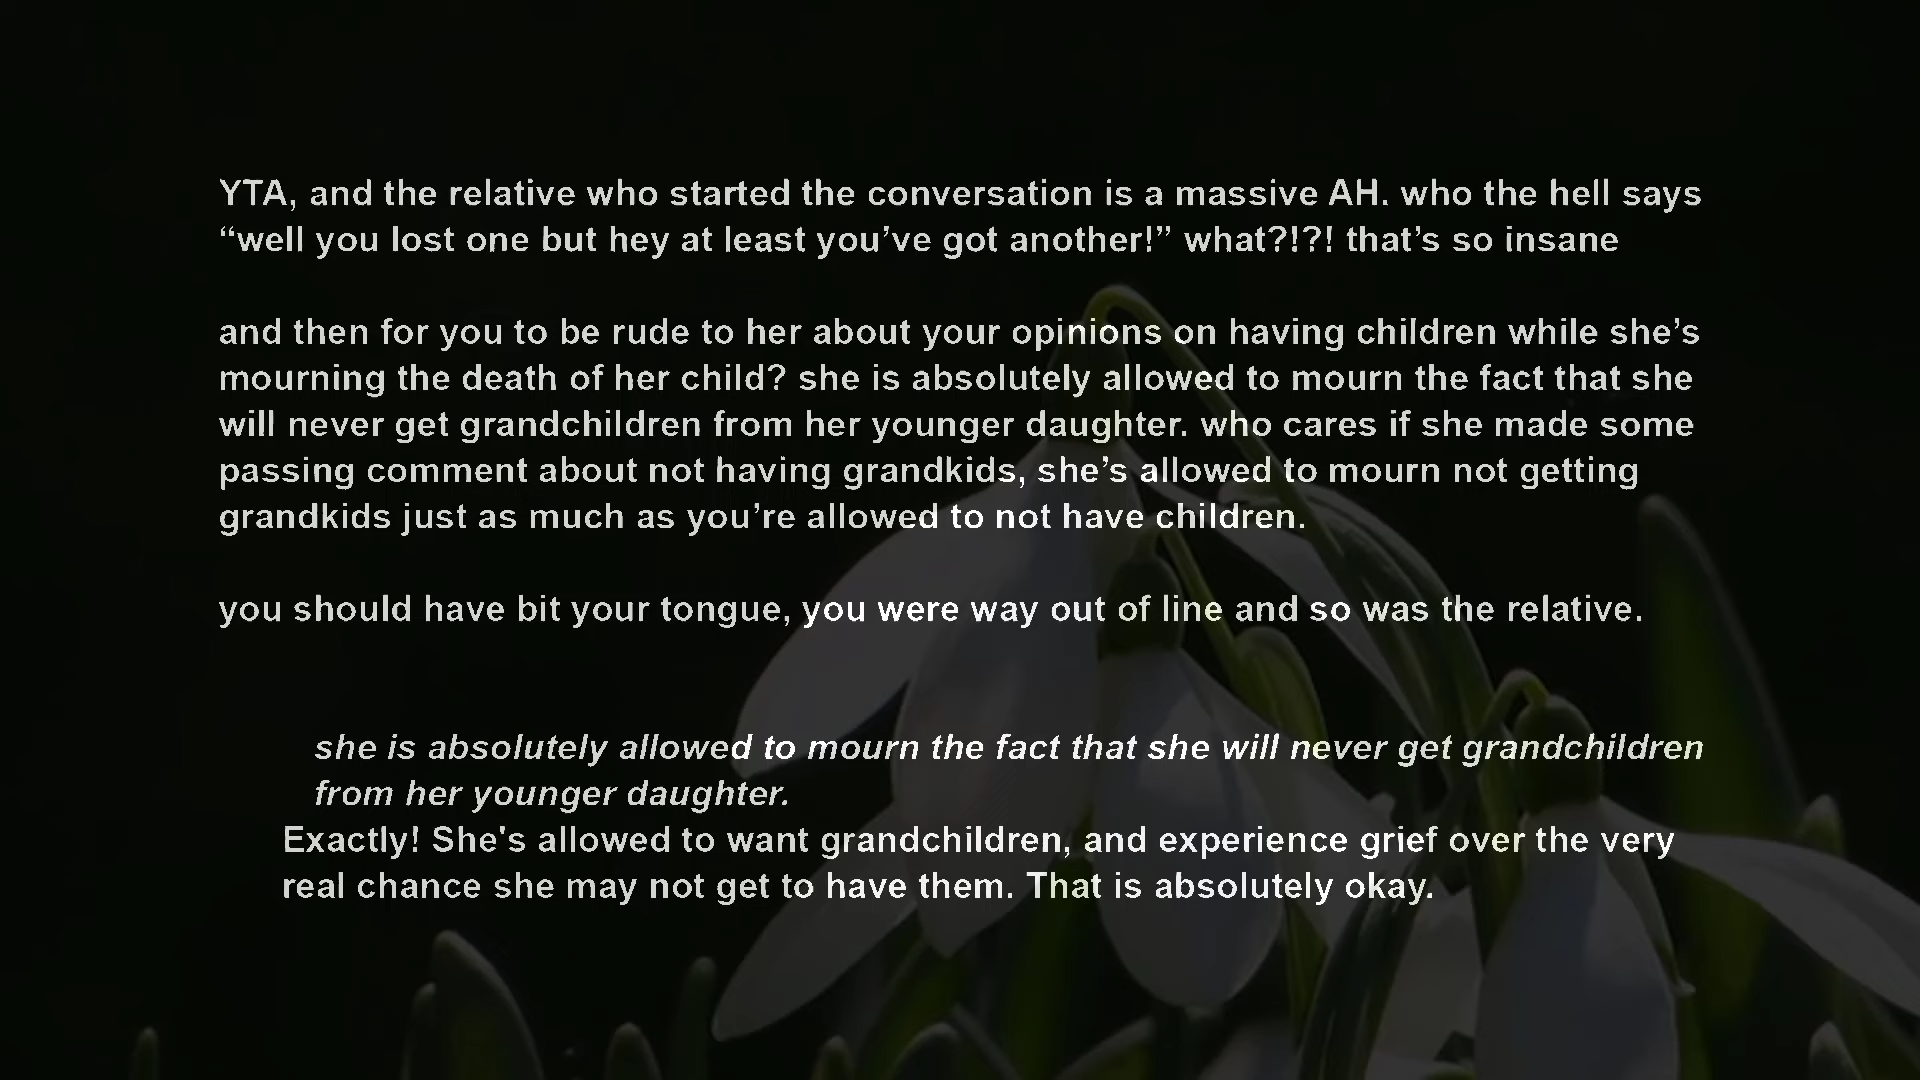 YTA, and the relative who started the conversation is a massive AH. who the hell says
“well you lost one but hey at least you’ve got another!” what?!?! that’s so insane
and then for you to be rude to her about your opinions on having children while she’s
mourning the death of her child? she is absolutely allowed to mourn the fact that she
will never get grandchildren from her younger daughter. who cares if she made some
passing comment about not having grandkids, she’s allowed to mourn not getting
grandkids just as much as you’re allowed to not have children.
you should have bit your tongue, you were way out of line and so was the relative.
she is absolutely allowed to mourn the fact that she will never get grandchildren
from her younger daughter.
Exactly! She's allowed to want grandchildren, and experience grief over the very
real chance she may not get to have them. That is absolutely okay.